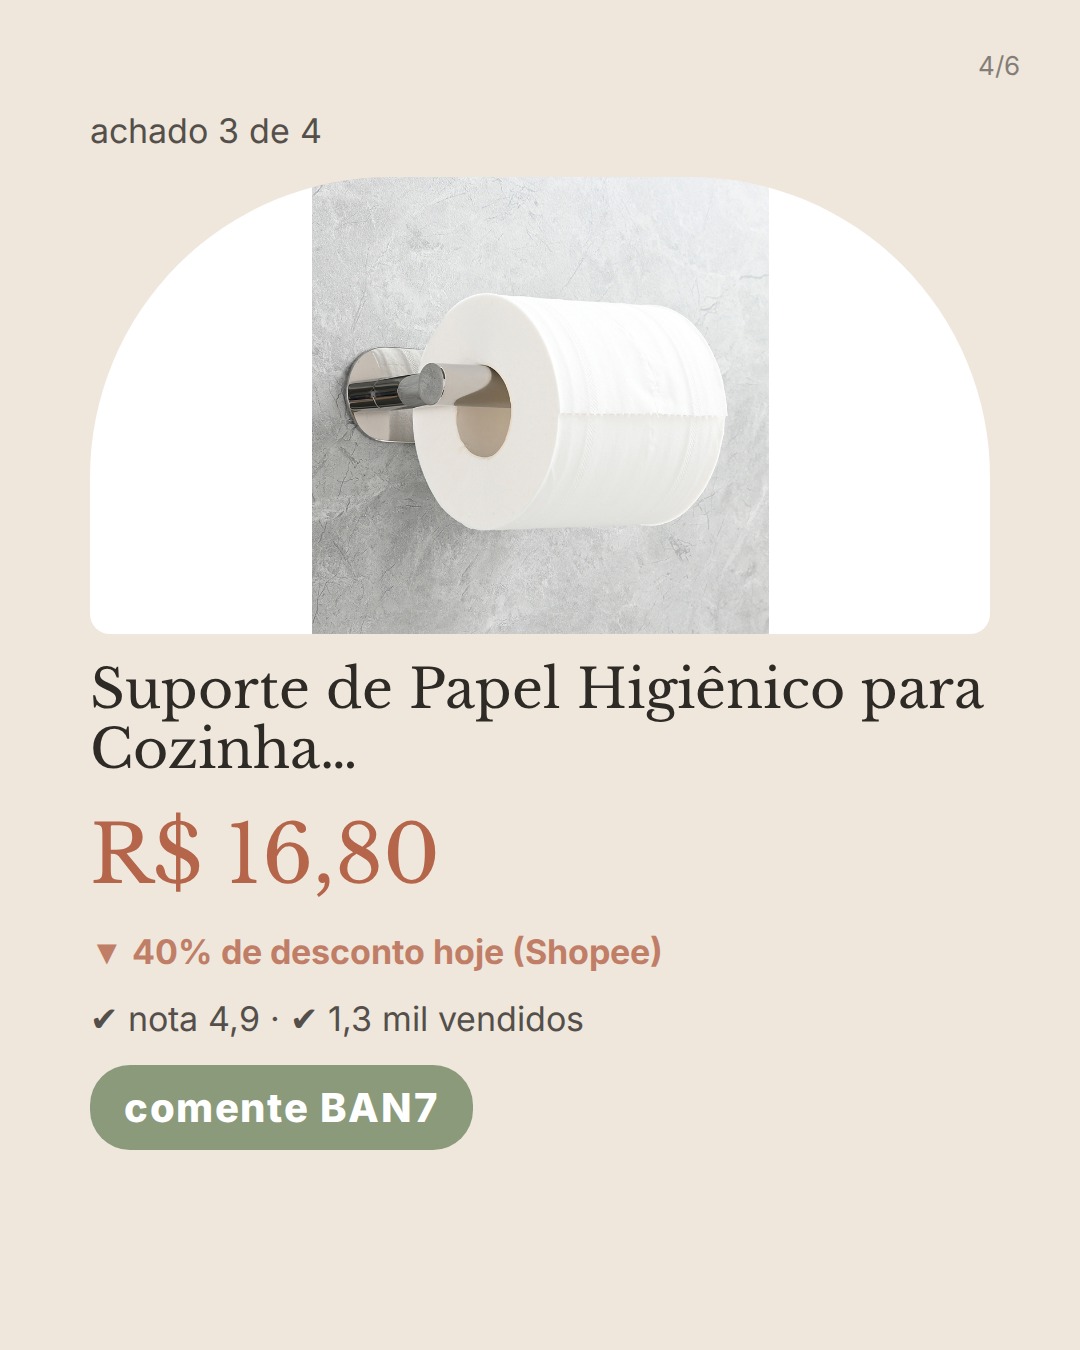 4/6
achado 3 de 4
Suporte de Papel Higiênico para
Cozinha...
R$ 16,80
▼ 40% de desconto hoje (Shopee)
✔ nota 4,9 · ✔ 1,3 mil vendidos
comente BAN7